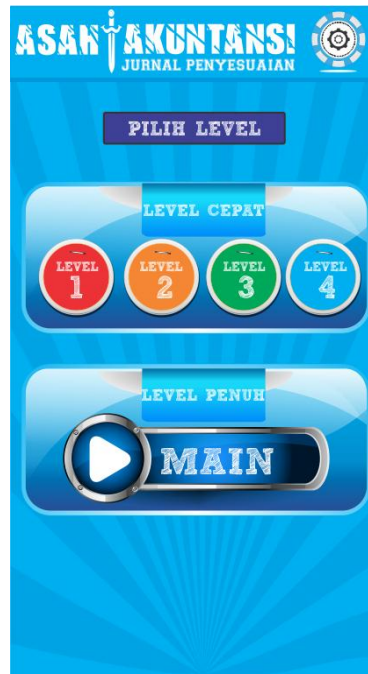 ASAH AKUNTANSI
JURNAL PENYESUAIAN
PILIH LEVEL
LEVEL CEPAT
LEVEL 1
LEVEL 2
LEVEL 3
LEVEL 4
LEVEL PENUH
MAIN